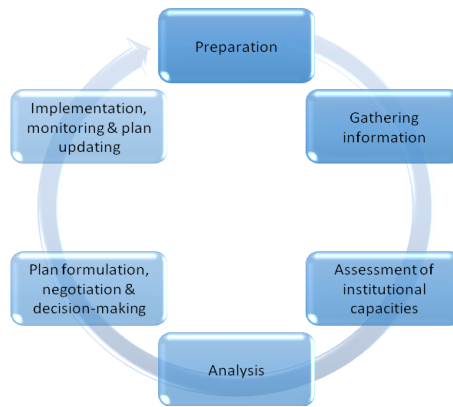 Preparation
Gathering
information
Assessment of
institutional
capacities
Analysis
Plan formulation,
negotiation &
decision-making
Implementation,
monitoring & plan
updating